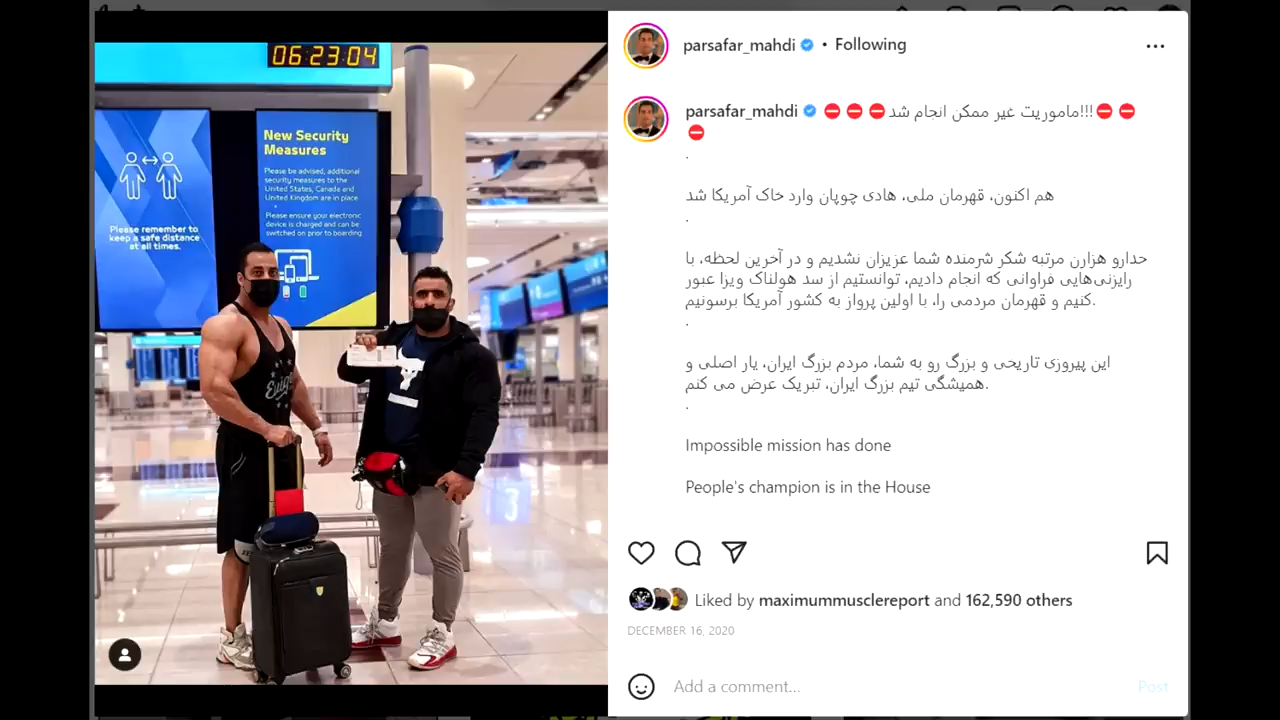 06:23:04
Please remember to
keep a safe distance
at all times.
New Security
Measures
Please be advised, additional
security measures to the
United States, Canada and
United Kingdom are in place
Please ensure your electronic
device is charged and can be
switched on prior to boarding
parsafar_mahdi • Following
parsafar_mahdi ⛔ ⛔ ⛔ماموریت غیر ممکن انجام شد!!!⛔ ⛔
⛔
.
هم اکنون، قهرمان ملی، هادی چوپان وارد خاک آمریکا شد
.
حدارو هزارن مرتبه شکر شرمنده شما عزیزان نشدیم و در آخرین لحظه، با
رایزنی‌هایی فراوانی که انجام دادیم، توانستیم از سد هولناک ویزا عبور
کنیم و قهرمان مردمی را، با اولین پرواز به کشور آمریکا برسونیم.
.
این پیروزی تاریحی و بزرگ رو به شما، مردم بزرگ ایران، یار اصلی و
همیشگی تیم بزرگ ایران، تبریک عرض می کنم.
.
Impossible mission has done
People's champion is in the House
Liked by maximummusclereport and 162,590 others
DECEMBER 16, 2020
Add a comment...
Post